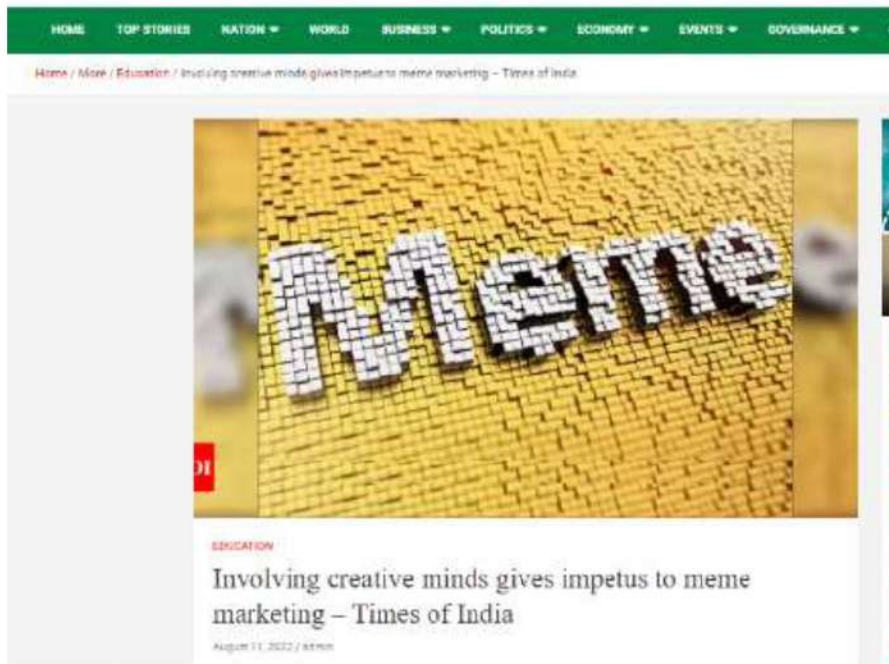 HOME TOP STORIES NATION WORLD BUSINESS POLITICS ECONOMY EVENTS GOVERNANCE
Home / More / Education / Involving creative minds gives impetus to meme marketing – Times of India
Meme
OI
EDUCATION
Involving creative minds gives impetus to meme
marketing – Times of India
August 11, 2022 / admin